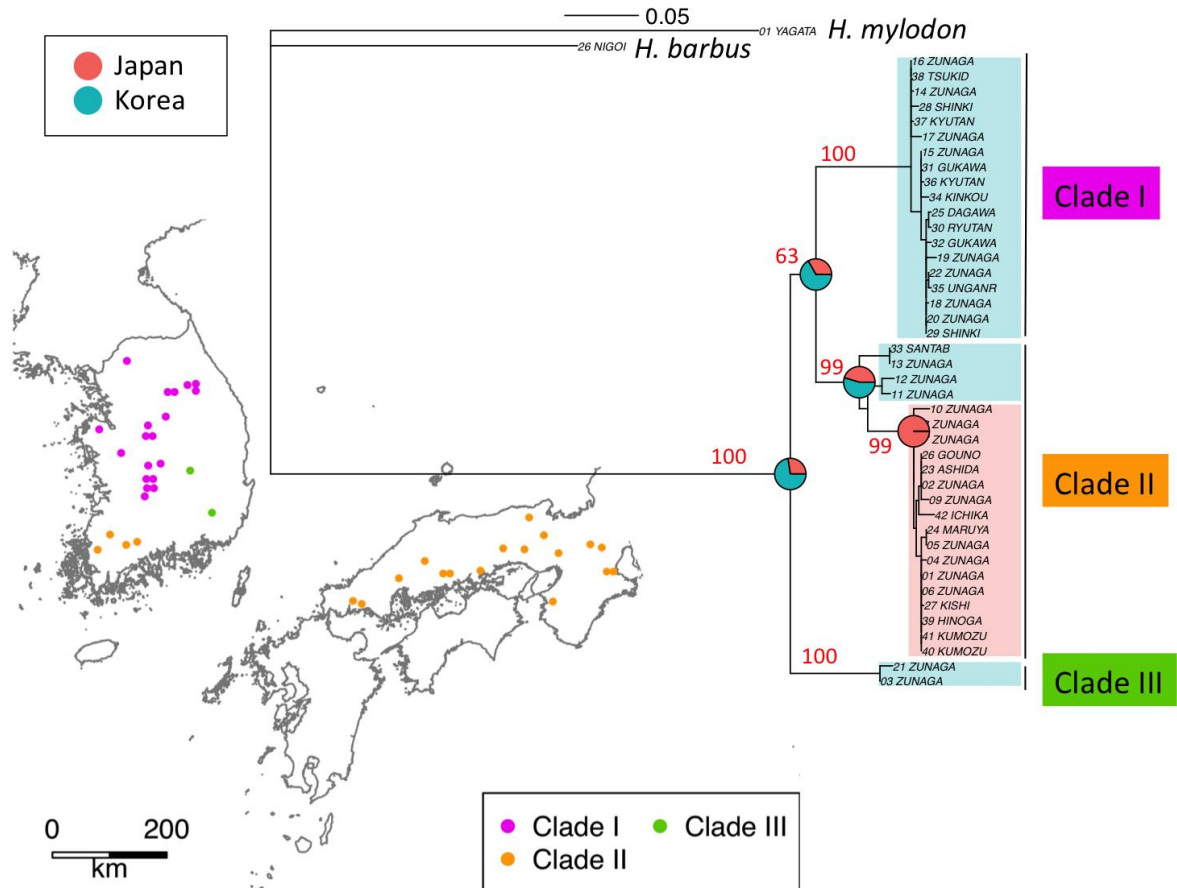 0.05
01 YAGATA H. mylodon
26 NIGOI H. barbus
Japan
Korea
16 ZUNAGA
38 TSUKID
14 ZUNAGA
28 SHINKI
37 KYUTAN
17 ZUNAGA
15 ZUNAGA
31 GUKAWA
36 KYUTAN
34 KINKOU
25 DAGAWA
30 RYUTAN
32 GUKAWA
19 ZUNAGA
22 ZUNAGA
35 UNGANR
18 ZUNAGA
20 ZUNAGA
29 SHINKI
33 SANTAB
13 ZUNAGA
12 ZUNAGA
11 ZUNAGA
10 ZUNAGA
ZUNAGA
ZUNAGA
26 GOUNO
23 ASHIDA
02 ZUNAGA
09 ZUNAGA
42 ICHIKA
24 MARUYA
05 ZUNAGA
04 ZUNAGA
01 ZUNAGA
06 ZUNAGA
27 KISHI
39 HINOGA
41 KUMOZU
40 KUMOZU
21 ZUNAGA
03 ZUNAGA
100
63
99
99
100
100
Clade I
Clade II
Clade III
0 200
km
Clade I
Clade III
Clade II